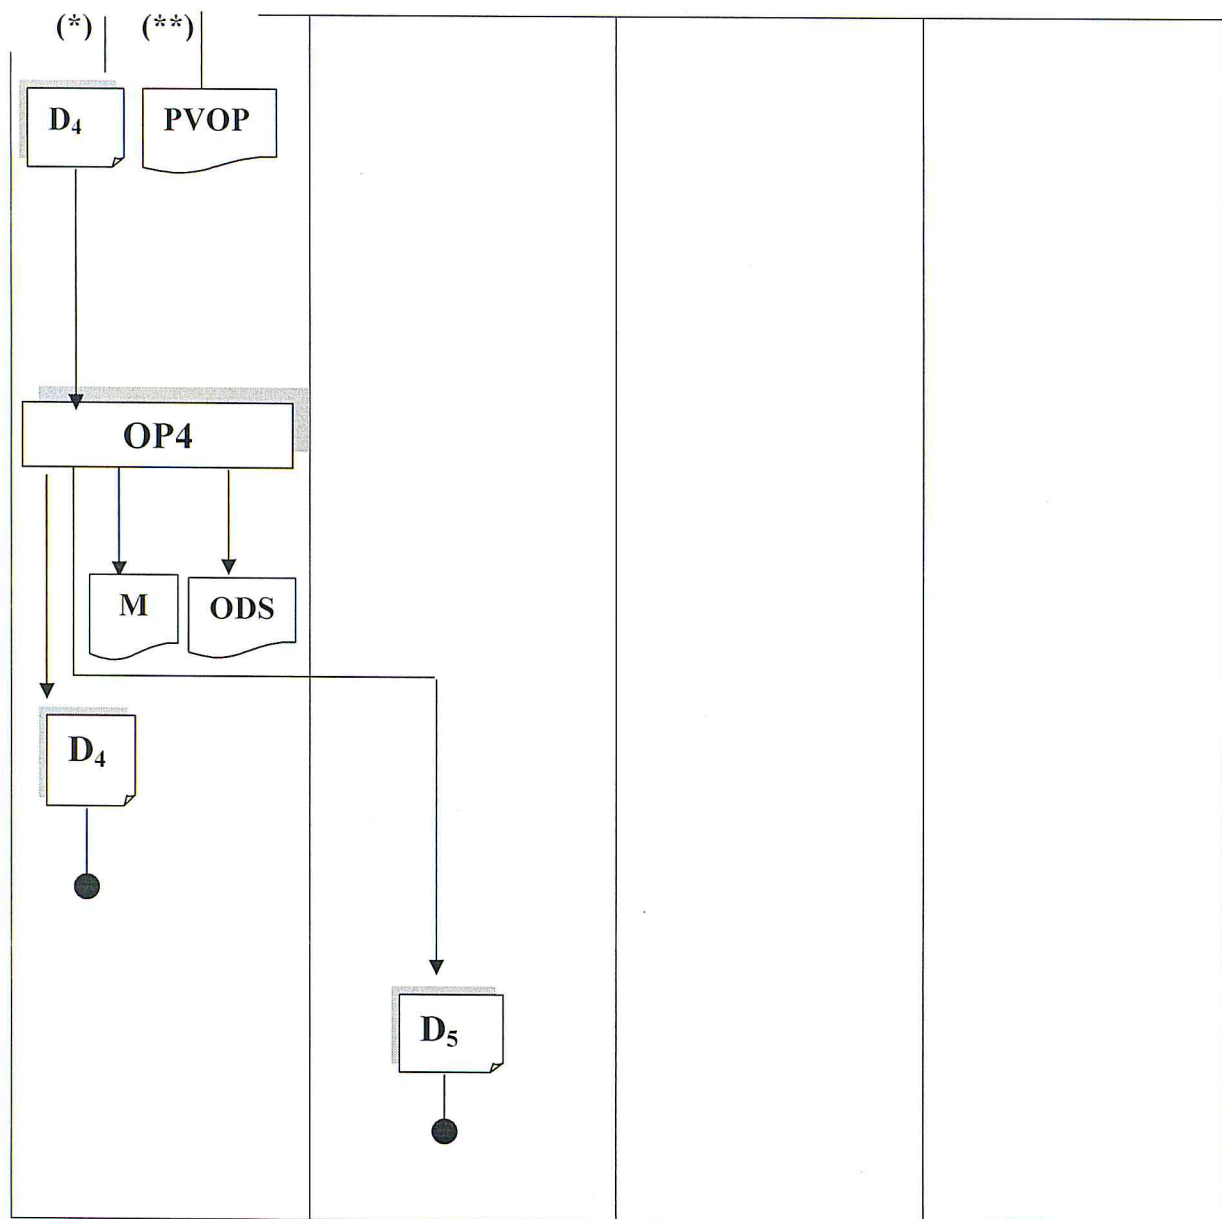 (*) (**)
D₄ PVOP
OP4
M ODS
D₄
D₅